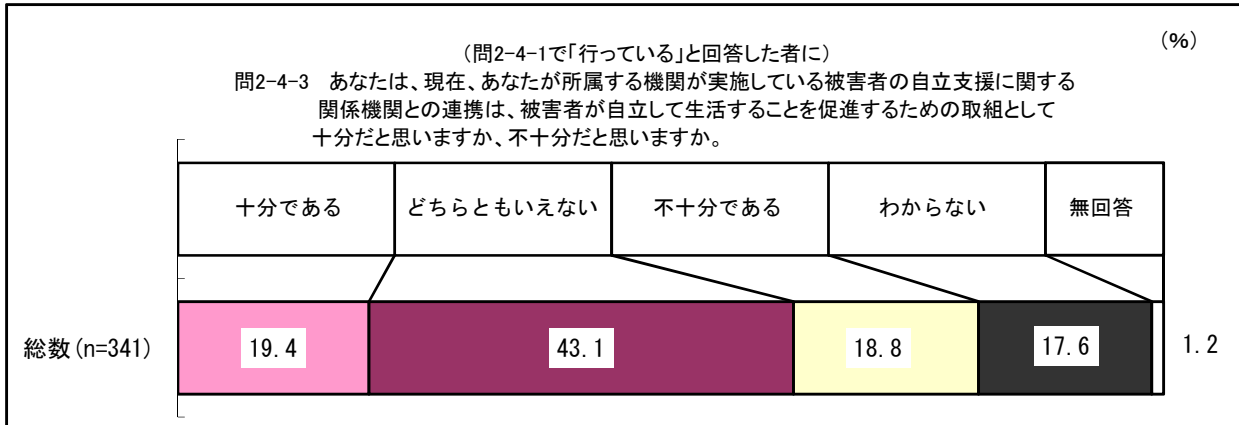 (%)
(問2-4-1で「行っている」と回答した者に)
問2-4-3　あなたは、現在、あなたが所属する機関が実施している被害者の自立支援に関する
関係機関との連携は、被害者が自立して生活することを促進するための取組として
十分だと思いますか、不十分だと思いますか。
十分である　どちらともいえない　不十分である　わからない　無回答
総数(n=341)　19.4　43.1　18.8　17.6　1.2